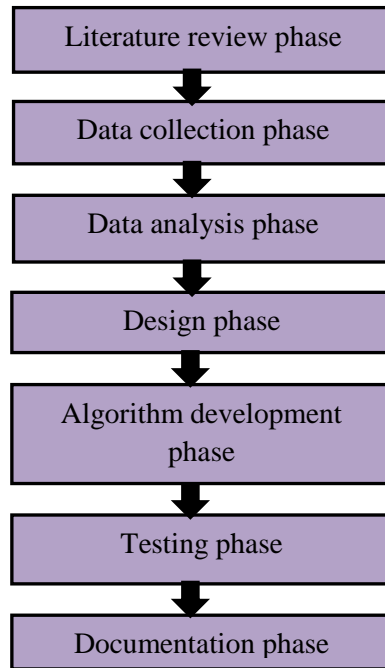 Literature review phase
Data collection phase
Data analysis phase
Design phase
Algorithm development
phase
Testing phase
Documentation phase